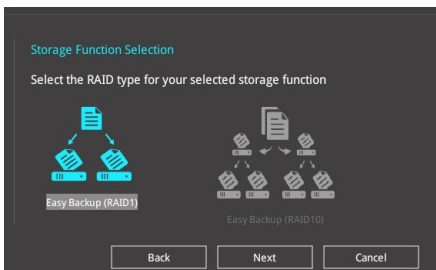 Storage Function Selection
Select the RAID type for your selected storage function
Easy Backup (RAID1)
Easy Backup (RAID10)
Back
Next
Cancel